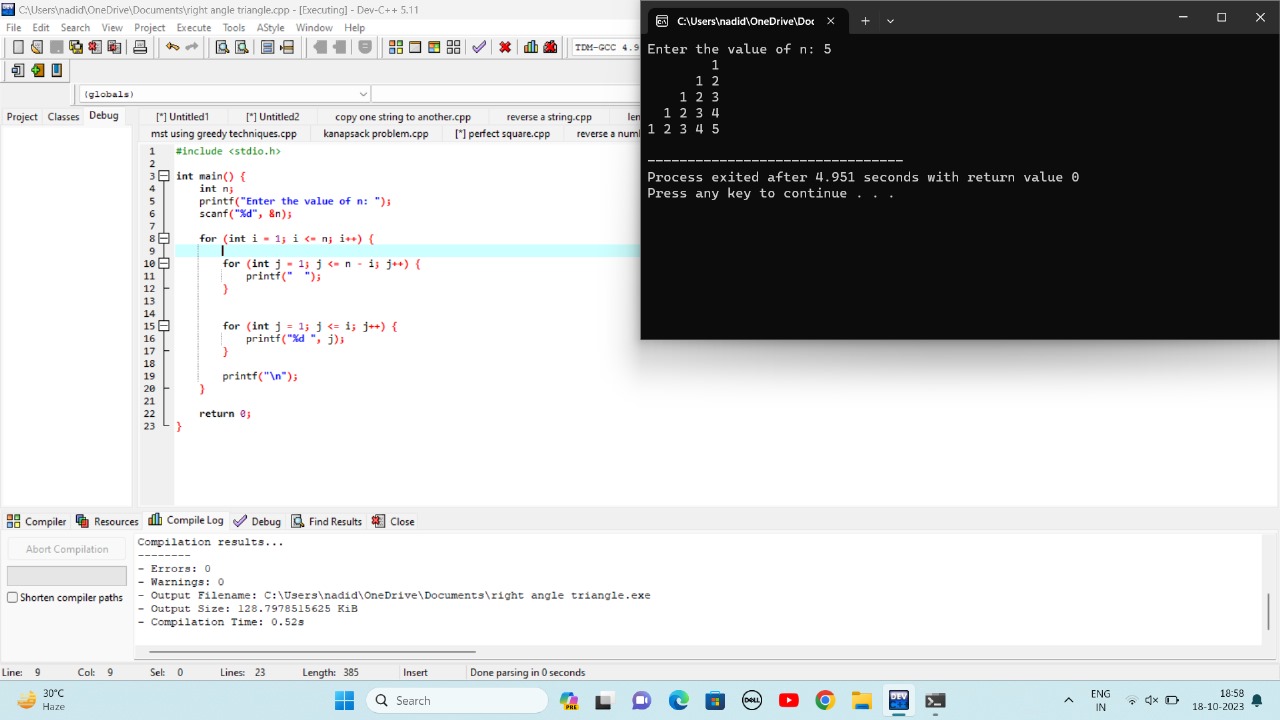 C:\Users\nadid\OneDrive\Documents\right angle triangle.cpp - [Executing] - Dev-C++ 5.11
File Edit Search View Project Execute Tools AStyle Window Help
TDM-GCC 4.9
(globals)
Project Classes Debug
[*] Untitled1 [*] Untitled2 copy one string to another.cpp reverse a string.cpp len
mst using greedy techniques.cpp kanapsack problem.cpp [*] perfect square.cpp reverse a numl
1 #include <stdio.h>
2
3 int main() {
4 int n;
5 printf("Enter the value of n: ");
6 scanf("%d", &n);
7
8 for (int i = 1; i <= n; i++) {
9
10 for (int j = 1; j <= n - i; j++) {
11 printf("  ");
12 }
13
14
15 for (int j = 1; j <= i; j++) {
16 printf("%d ", j);
17 }
18
19 printf("\n");
20 }
21
22 return 0;
23 }
C:\Users\nadid\OneDrive\Doc
Enter the value of n: 5
        1
      1 2
    1 2 3
  1 2 3 4
1 2 3 4 5
--------------------------------
Process exited after 4.951 seconds with return value 0
Press any key to continue . . .
Compiler Resources Compile Log Debug Find Results Close
Abort Compilation
Shorten compiler paths
Compilation results...
--------
- Errors: 0
- Warnings: 0
- Output Filename: C:\Users\nadid\OneDrive\Documents\right angle triangle.exe
- Output Size: 128.7978515625 KiB
- Compilation Time: 0.52s
Line: 9 Col: 9 Sel: 0 Lines: 23 Length: 385 Insert Done parsing in 0 seconds
30°C
Haze
Search
PRE
DELL
DEV
ENG
IN
18:58
18-10-2023